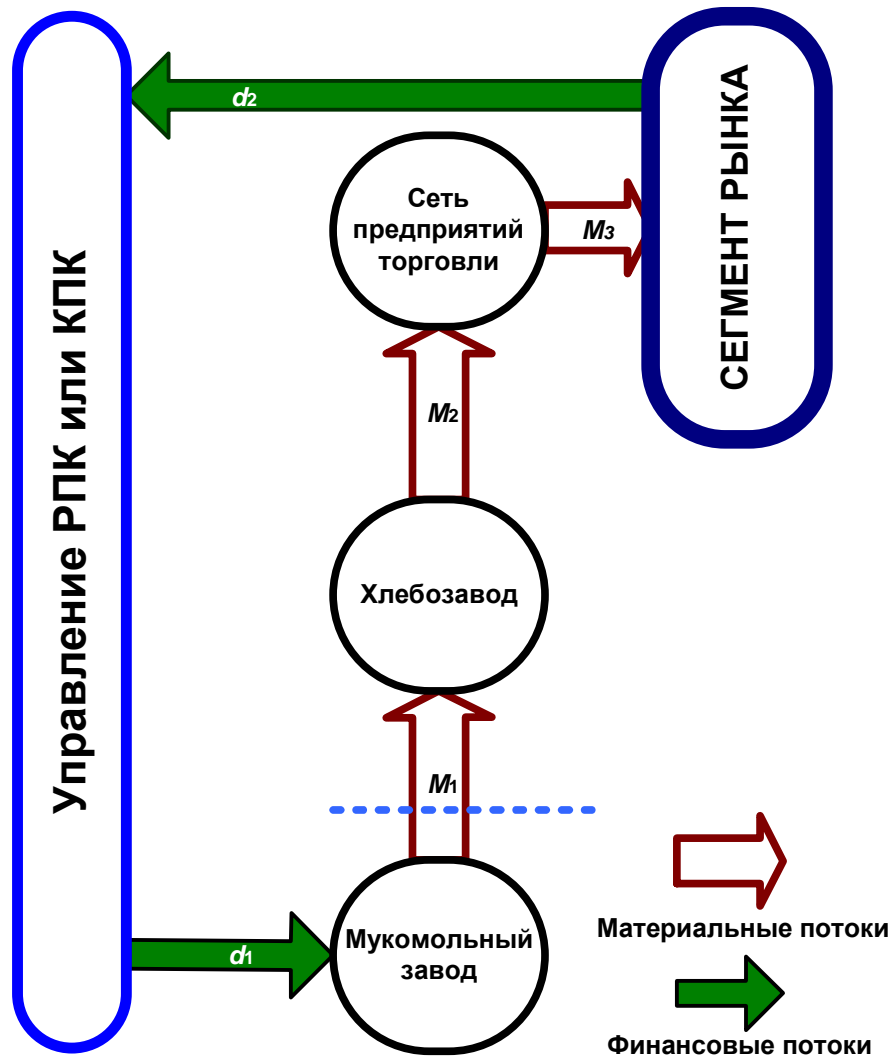 Управление РПК или КПК
d2
СЕГМЕНТ РЫНКА
Сеть
предприятий
торговли
M3
M2
Хлебозавод
M1
d1
Мукомольный
завод
Материальные потоки
Финансовые потоки